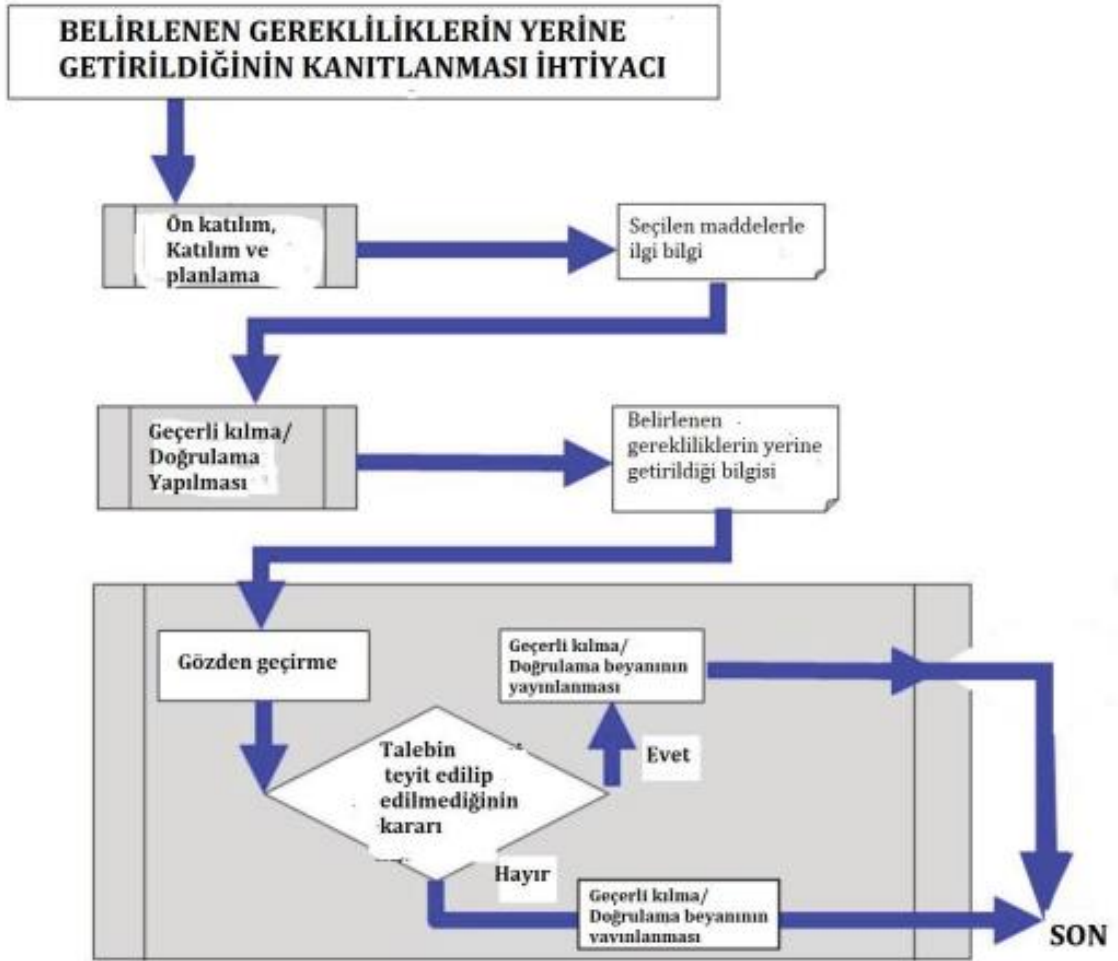 BELİRLENEN GEREKLİLİKLERİN YERİNE
GETİRİLDİĞİNİN KANITLANMASI İHTİYACI
Ön katılım,
Katılım ve
planlama
Seçilen maddelerle
ilgi bilgi
Geçerli kılma/
Doğrulama
Yapılması
Belirlenen
gerekliliklerin yerine
getirildiği bilgisi
Gözden geçirme
Geçerli kılma/
Doğrulama beyanının
yayınlanması
Talebin
teyit edilip
edilmediğinin
kararı
Evet
Hayır
Geçerli kılma/
Doğrulama beyanının
yayınlanması
SON